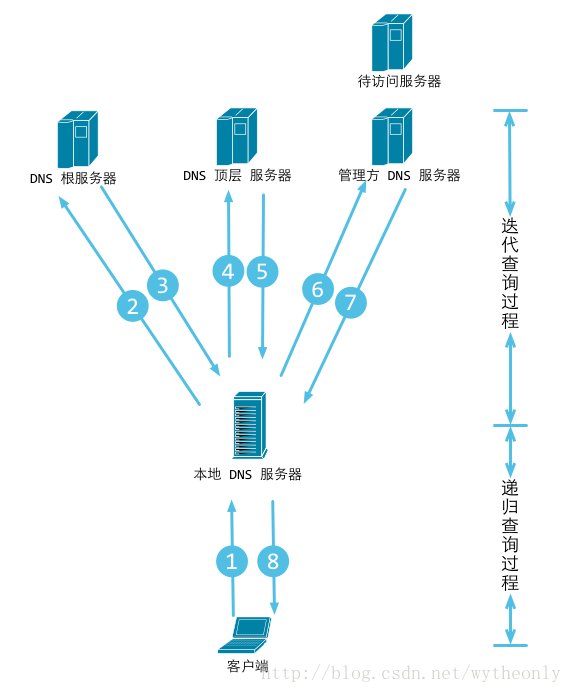 待访问服务器
DNS 根服务器
DNS 顶层 服务器
管理方 DNS 服务器
迭代查询过程
4
5
3
6
2
7
本地 DNS 服务器
递归查询过程
1
8
客户端
http://blog.csdn.net/wytheonly